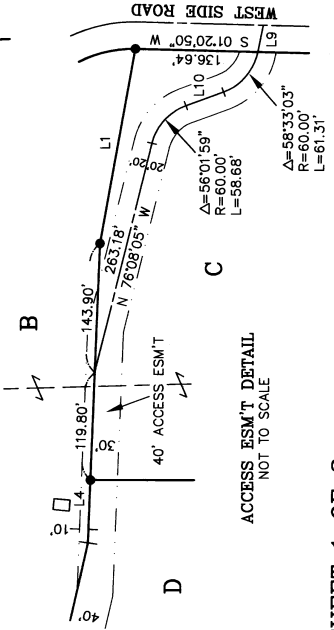 WEST SIDE ROAD
S 01°20'50" W
136.64'
L9
L10
L1
20'
20'
Δ=58°33'03"
R=60.00'
L=61.31'
Δ=56°01'59"
R=60.00'
L=58.68'
263.18'
N 76°08'05" W
143.90'
B
C
119.80'
30'
40' ACCESS ESM'T
L4
10'
40'
D
ACCESS ESM'T DETAIL
NOT TO SCALE